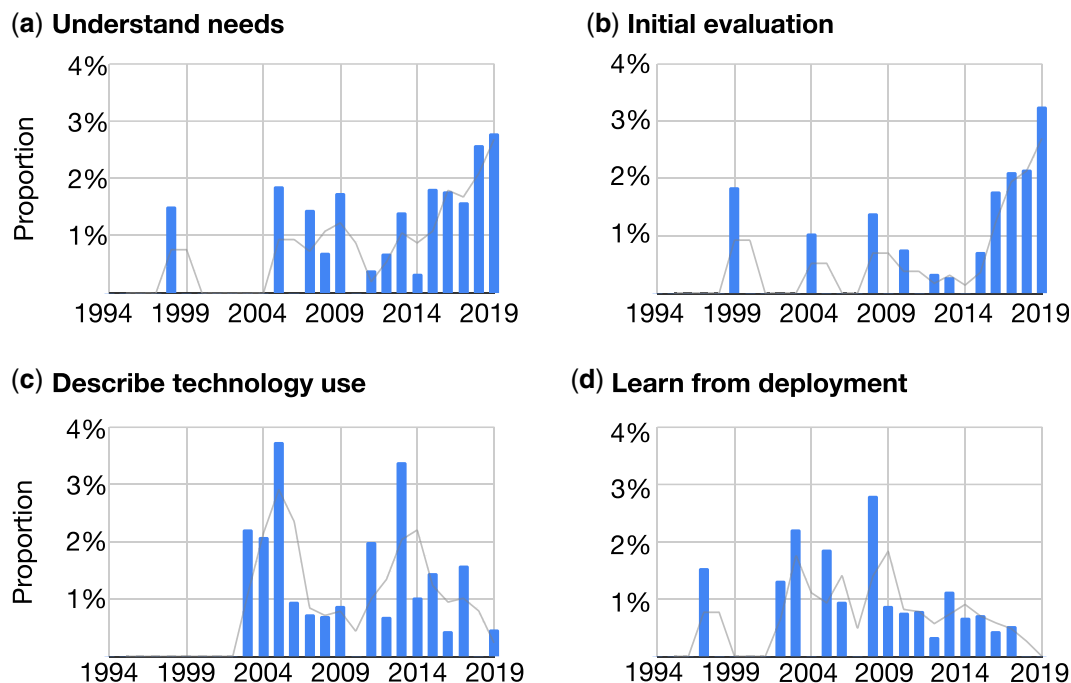 (a) Understand needs
4%
3%
2%
1%
Proportion
1994 1999 2004 2009 2014 2019
(b) Initial evaluation
4%
3%
2%
1%
1994 1999 2004 2009 2014 2019
(c) Describe technology use
4%
3%
2%
1%
Proportion
1994 1999 2004 2009 2014 2019
(d) Learn from deployment
4%
3%
2%
1%
1994 1999 2004 2009 2014 2019